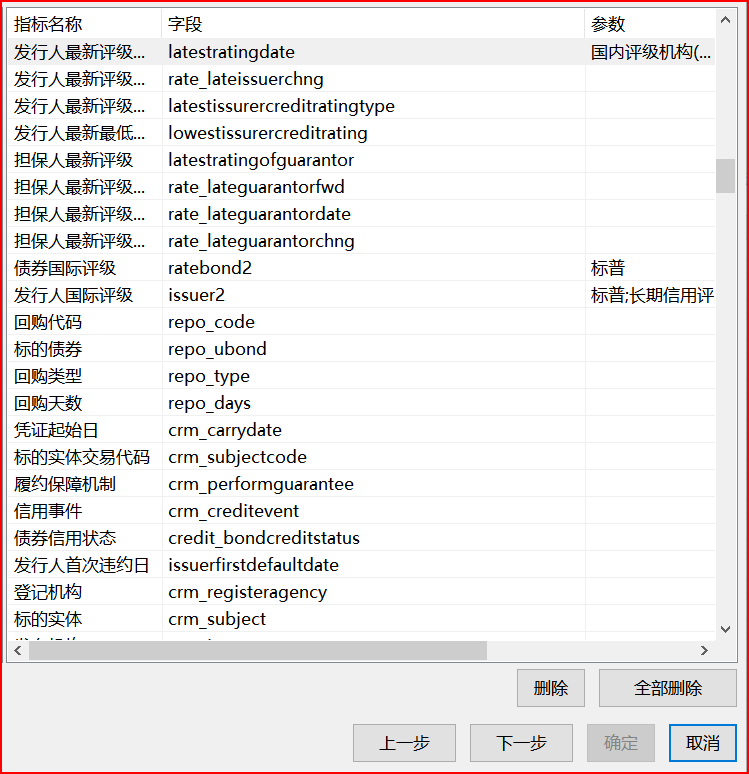 指标名称 字段 参数
发行人最新评级... latestratingdate 国内评级机构(...
发行人最新评级... rate_lateissuerchng
发行人最新评级... latestissurercreditratingtype
发行人最新最低... lowestissurercreditrating
担保人最新评级 latestratingofguarantor
担保人最新评级... rate_lateguarantorfwd
担保人最新评级... rate_lateguarantordate
担保人最新评级... rate_lateguarantorchng
债券国际评级 ratebond2 标普
发行人国际评级 issuer2 标普;长期信用评
回购代码 repo_code
标的债券 repo_ubond
回购类型 repo_type
回购天数 repo_days
凭证起始日 crm_carrydate
标的实体交易代码 crm_subjectcode
履约保障机制 crm_performguarantee
信用事件 crm_creditevent
债券信用状态 credit_bondcreditstatus
发行人首次违约日 issuerfirstdefaultdate
登记机构 crm_registeragency
标的实体 crm_subject
删除 全部删除
上一步 下一步 确定 取消